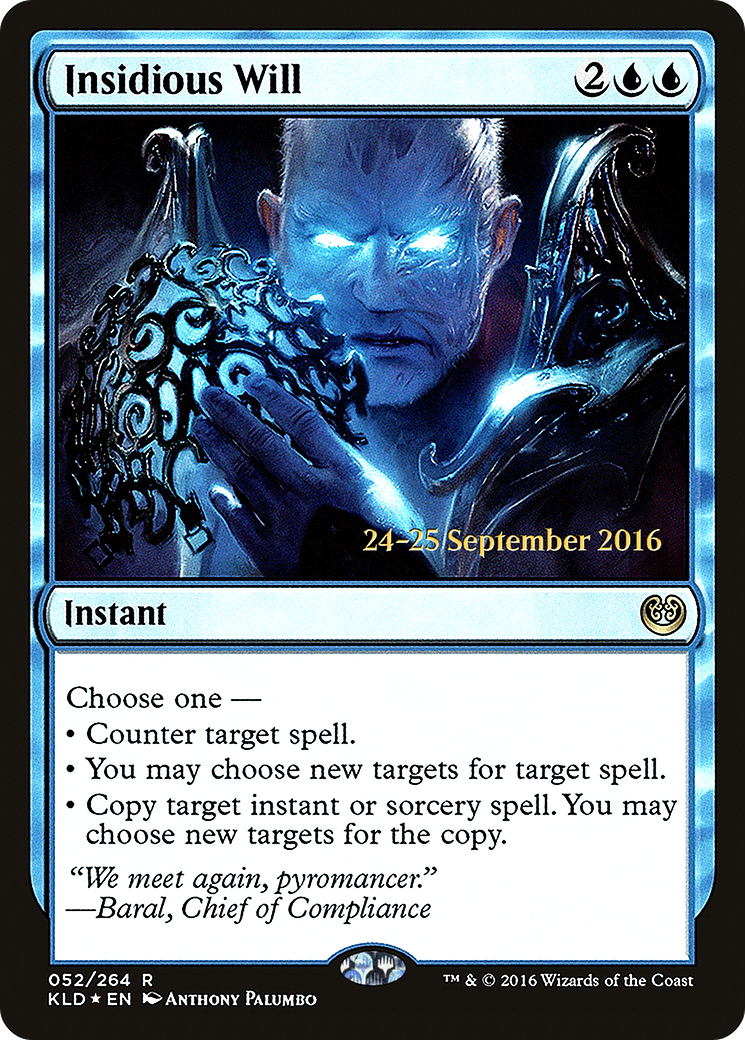 Insidious Will 2
24–25 September 2016
Instant
Choose one —
• Counter target spell.
• You may choose new targets for target spell.
• Copy target instant or sorcery spell. You may
choose new targets for the copy.
“We meet again, pyromancer.”
—Baral, Chief of Compliance
052/264 R
KLD ★ EN Anthony Palumbo
™ & © 2016 Wizards of the Coast